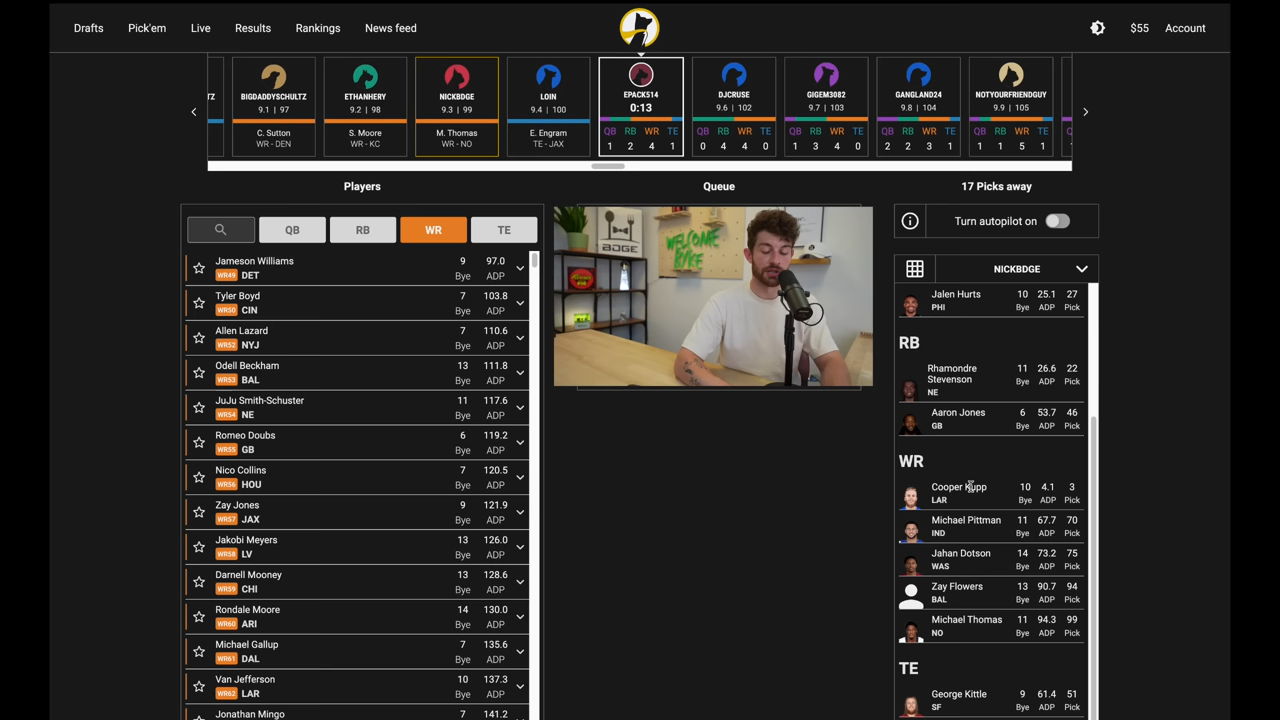 Drafts Pick'em Live Results Rankings News feed $55 Account
TZ BIGDADDYSCHULTZ ETHANHERY NICKBDGE LOIN EPACK514 DJCRUSE GIGEM3082 GANGLAND24 NOTYOURFRIENDGUY
9.1 | 97 9.2 | 98 9.3 | 99 9.4 | 100 0:13 9.6 | 102 9.7 | 103 9.8 | 104 9.9 | 105
C. Sutton S. Moore M. Thomas E. Engram QB RB WR TE QB RB WR TE QB RB WR TE QB RB WR TE QB RB WR TE
WR - DEN WR - KC WR - NO TE - JAX 1 2 4 1 0 4 4 0 1 3 4 0 2 2 3 1 1 1 5 1
Players Queue 17 Picks away
QB RB WR TE
Jameson Williams 9 97.0
WR49 DET Bye ADP
Tyler Boyd 7 103.8
WR50 CIN Bye ADP
Allen Lazard 7 110.6
WR52 NYJ Bye ADP
Odell Beckham 13 111.8
WR53 BAL Bye ADP
JuJu Smith-Schuster 11 117.6
WR54 NE Bye ADP
Romeo Doubs 6 119.2
WR55 GB Bye ADP
Nico Collins 7 120.5
WR56 HOU Bye ADP
Zay Jones 9 121.9
WR57 JAX Bye ADP
Jakobi Meyers 13 126.0
WR58 LV Bye ADP
Darnell Mooney 13 128.6
WR59 CHI Bye ADP
Rondale Moore 14 130.0
WR60 ARI Bye ADP
Michael Gallup 7 135.6
WR61 DAL Bye ADP
Van Jefferson 10 137.3
WR62 LAR Bye ADP
Jonathan Mingo 7 141.2
BDGE
WELCOME
Turn autopilot on
NICKBDGE
Jalen Hurts 10 25.1 27
PHI Bye ADP Pick
RB
Rhamondre Stevenson 11 26.6 22
NE Bye ADP Pick
Aaron Jones 6 53.7 46
GB Bye ADP Pick
WR
Cooper Kupp 10 4.1 3
LAR Bye ADP Pick
Michael Pittman 11 67.7 70
IND Bye ADP Pick
Jahan Dotson 14 73.2 75
WAS Bye ADP Pick
Zay Flowers 13 90.7 94
BAL Bye ADP Pick
Michael Thomas 11 94.3 99
NO Bye ADP Pick
TE
George Kittle 9 61.4 51
SF Bye ADP Pick